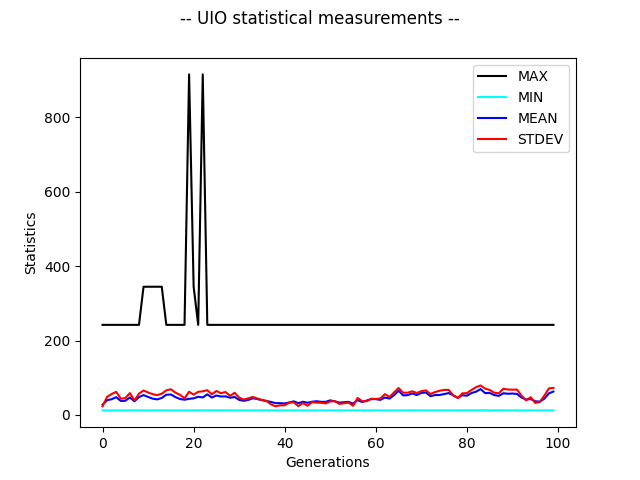 -- UIO statistical measurements --
MAX
MIN
MEAN
STDEV
Statistics
800
600
400
200
0
0 20 40 60 80 100
Generations